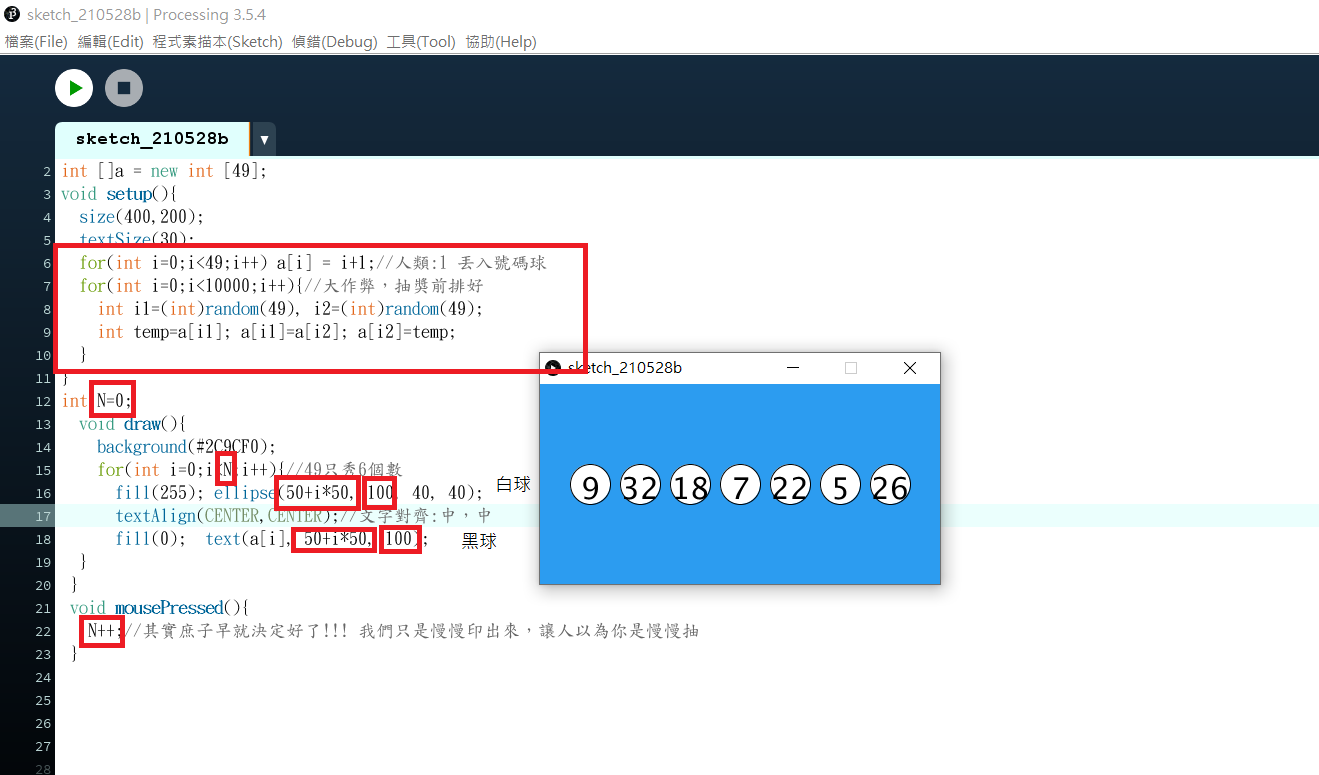 sketch_210528b | Processing 3.5.4
檔案(File) 編輯(Edit) 程式素描本(Sketch) 偵錯(Debug) 工具(Tool) 協助(Help)
sketch_210528b ▼
2 int []a = new int [49];
3 void setup(){
4 size(400,200);
5 textSize(30);
6 for(int i=0;i<49;i++) a[i] = i+1;//人類:1 丟入號碼球
7 for(int i=0;i<10000;i++){//大作弊，抽獎前排好
8 int i1=(int)random(49), i2=(int)random(49);
9 int temp=a[i1]; a[i1]=a[i2]; a[i2]=temp;
10 }
11 }
12 int N=0;
13 void draw(){
14 background(#2C9CF0);
15 for(int i=0;i<N;i++){//49只秀6個數
16 fill(255); ellipse(50+i*50, 100, 40, 40); 白球
17 textAlign(CENTER,CENTER);//文字對齊:中，中
18 fill(0); text(a[i], 50+i*50, 100); 黑球
19 }
20 }
21 void mousePressed(){
22 N++;//其實庶子早就決定好了!!! 我們只是慢慢印出來，讓人以為你是慢慢抽
23 }
24
25
26
27
28
sketch_210528b
9 32 18 7 22 5 26